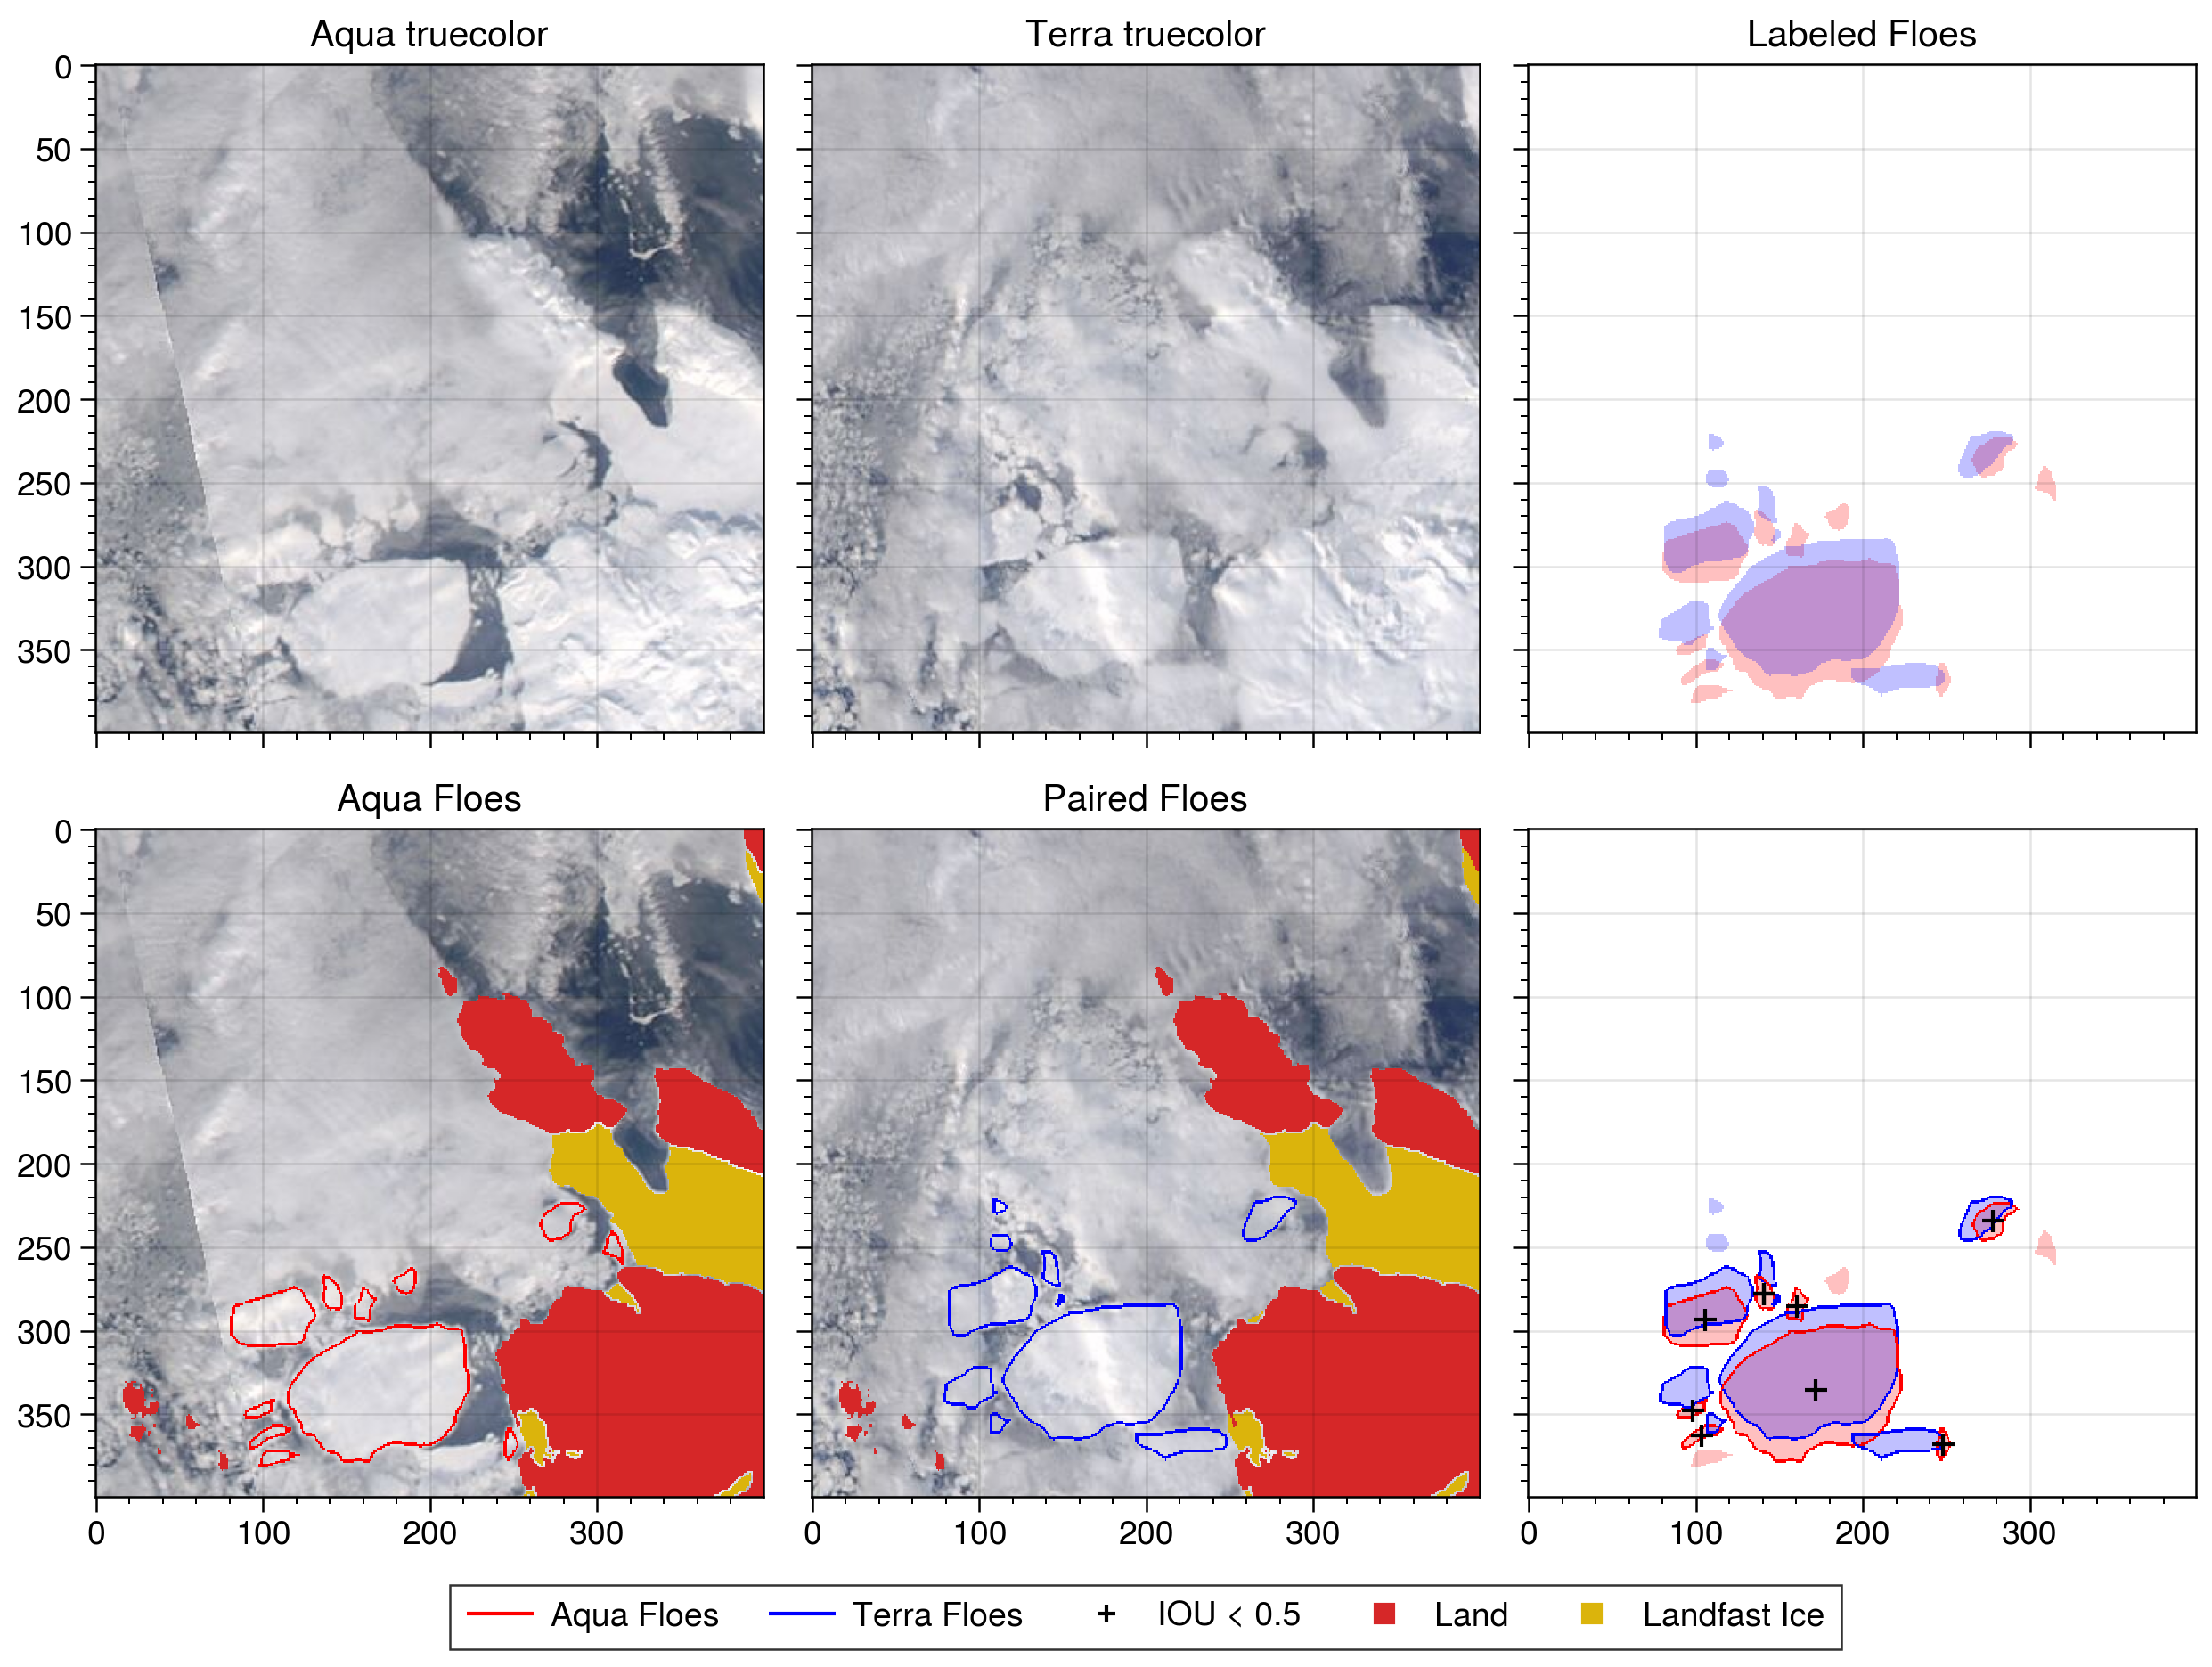 Aqua truecolor
Terra truecolor
Labeled Floes
0
50
100
150
200
250
300
350
Aqua Floes
Paired Floes
0
50
100
150
200
250
300
350
0 100 200 300
0 100 200 300
0 100 200 300
Aqua Floes Terra Floes + IOU < 0.5 Land Landfast Ice